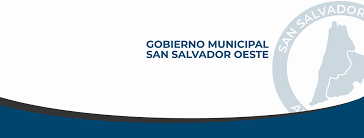 GOBIERNO MUNICIPAL
SAN SALVADOR OESTE
SAN SALVADOR